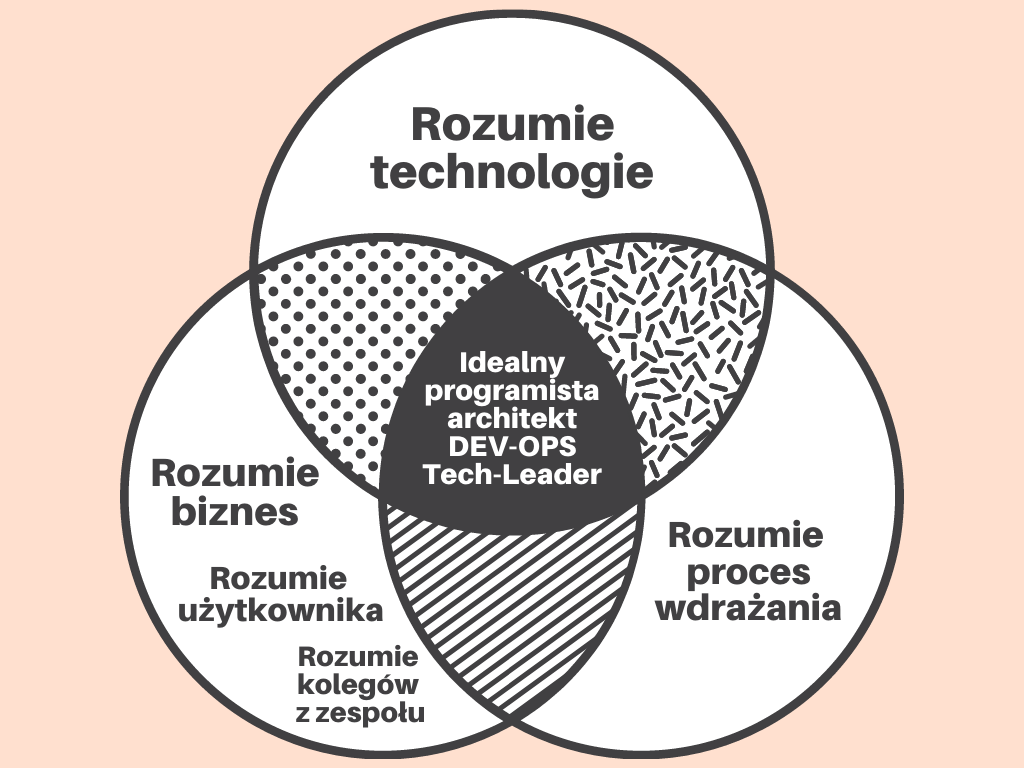 Rozumie
technologie
Idealny
programista
architekt
DEV-OPS
Tech-Leader
Rozumie
biznes
Rozumie
użytkownika
Rozumie
kolegów
z zespołu
Rozumie
proces
wdrażania